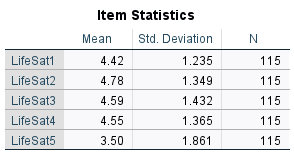 Item Statistics
Mean Std. Deviation N
LifeSat1 4.42 1.235 115
LifeSat2 4.78 1.349 115
LifeSat3 4.59 1.432 115
LifeSat4 4.55 1.365 115
LifeSat5 3.50 1.861 115